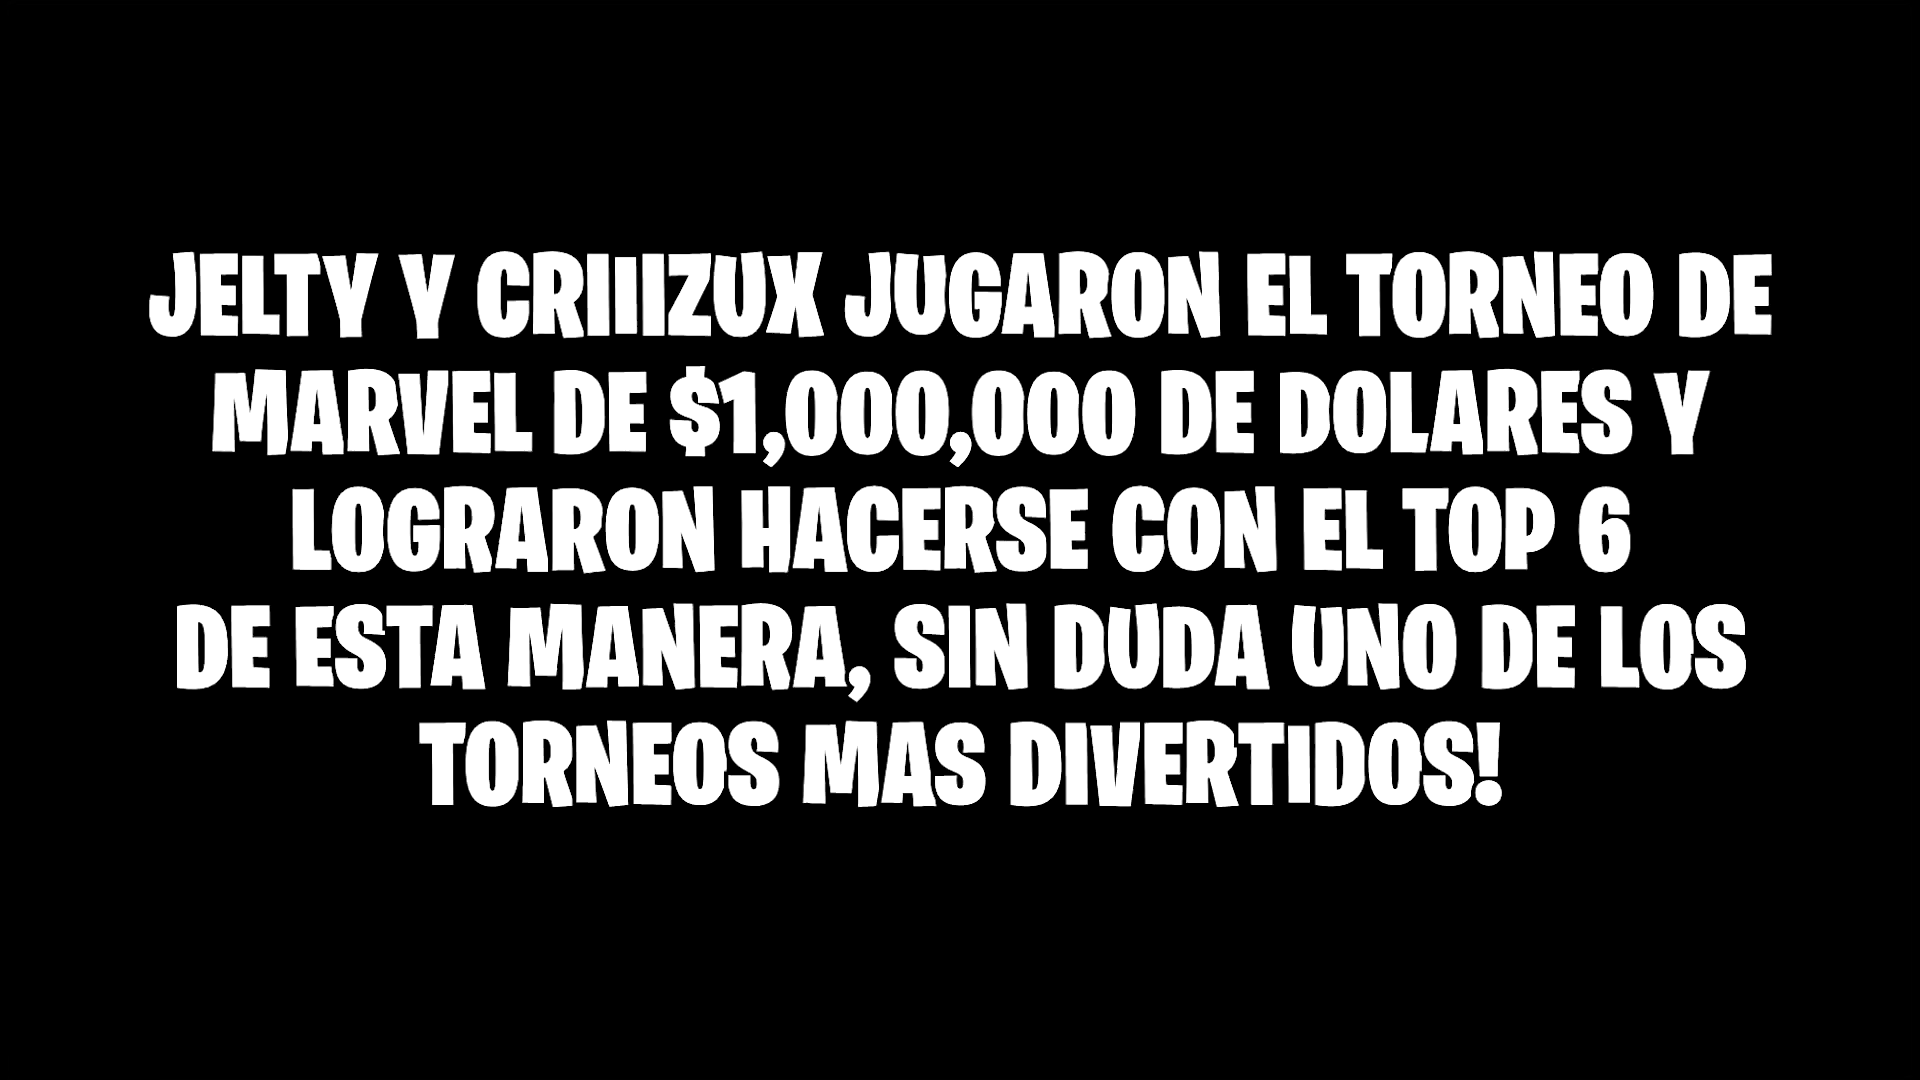 JELTY Y CRIIIZUX JUGARON EL TORNEO DE
MARVEL DE $1,000,000 DE DOLARES Y
LOGRARON HACERSE CON EL TOP 6
DE ESTA MANERA, SIN DUDA UNO DE LOS
TORNEOS MAS DIVERTIDOS!